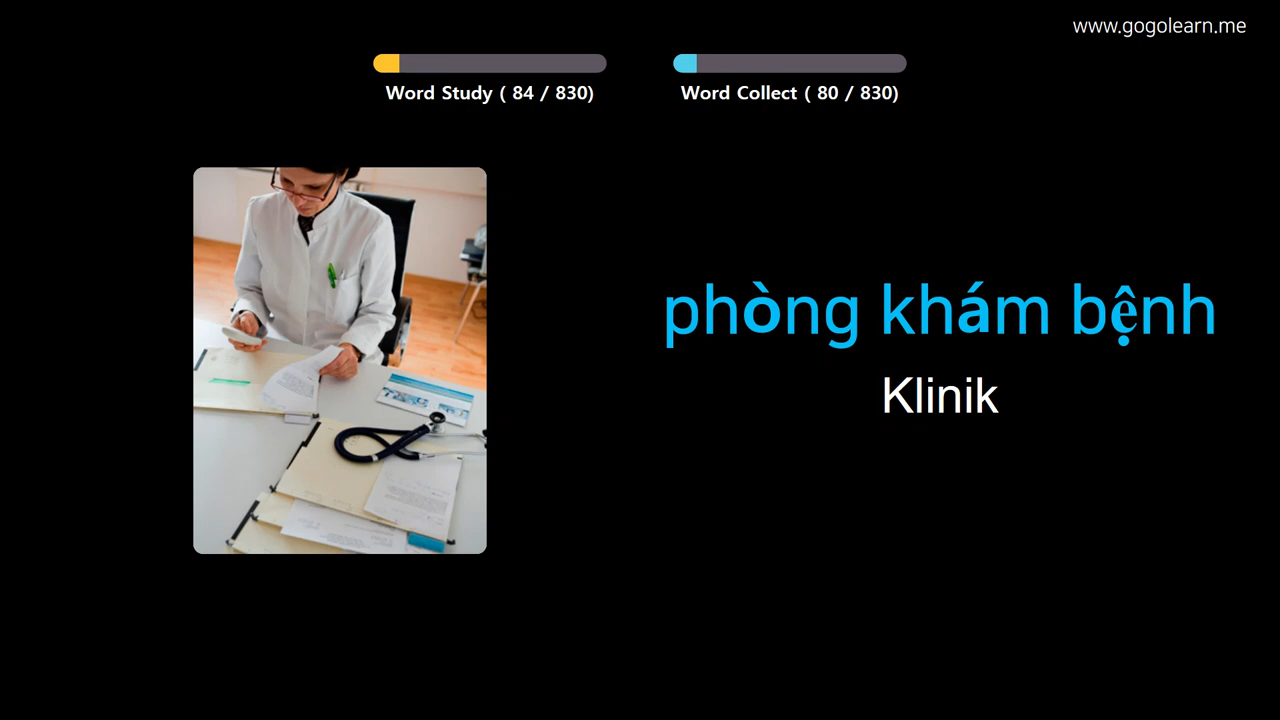 www.gogolearn.me
Word Study ( 84 / 830)
Word Collect ( 80 / 830)
phòng khám bệnh
Klinik